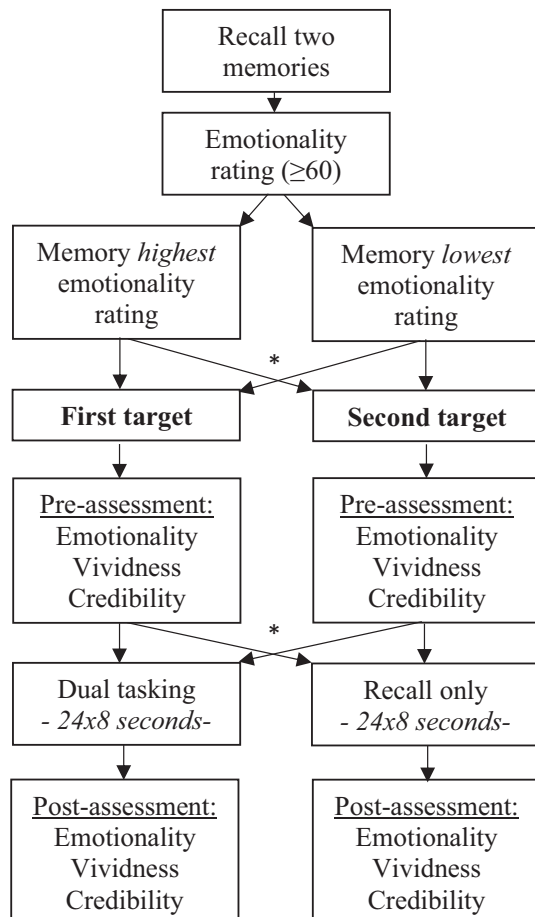 Recall two
memories
Emotionality
rating (≥60)
Memory highest
emotionality
rating
Memory lowest
emotionality
rating
*
First target
Second target
Pre-assessment:
Emotionality
Vividness
Credibility
Pre-assessment:
Emotionality
Vividness
Credibility
*
Dual tasking
- 24x8 seconds-
Recall only
- 24x8 seconds-
Post-assessment:
Emotionality
Vividness
Credibility
Post-assessment:
Emotionality
Vividness
Credibility